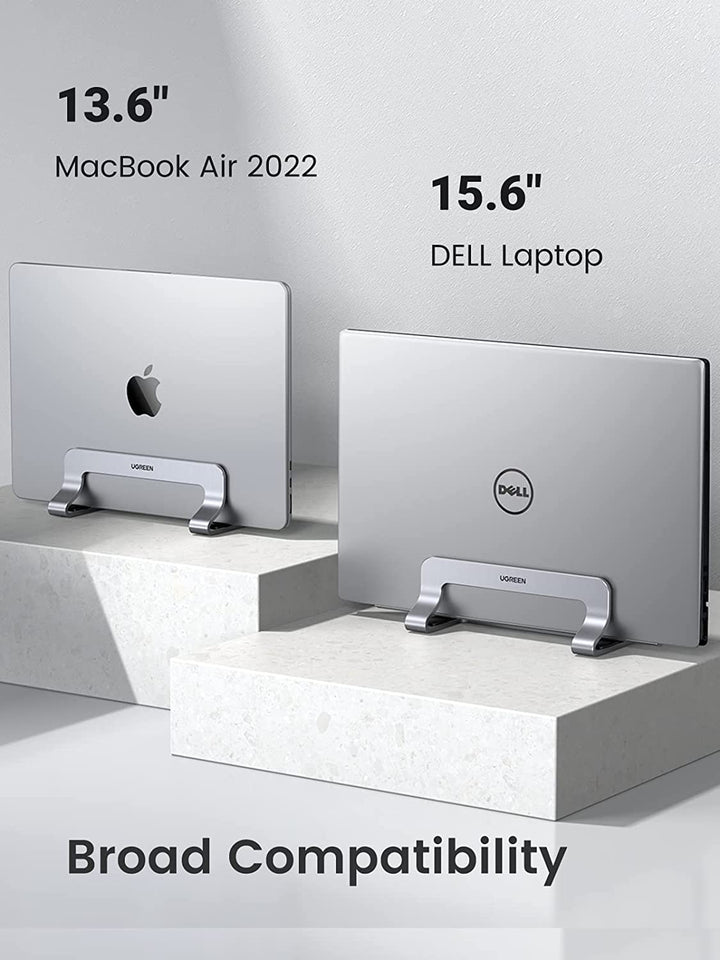 13.6"
MacBook Air 2022
15.6"
DELL Laptop
UGREEN
DELL
UGREEN
Broad Compatibility